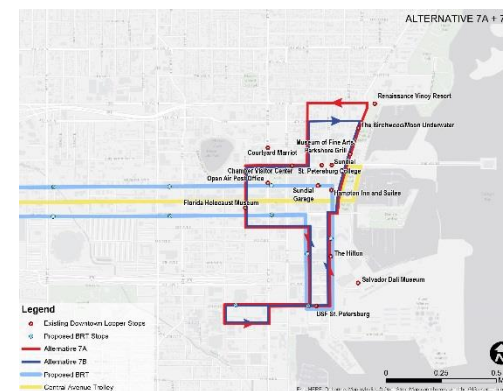 ALTERNATIVE 7A + 7
Renaissance Vinoy Resort
The Birchwood/Moon Underwater
Museum of Fine Arts
Parkshore Grill
Courtyard Marriot
Sundial
Chamber Visitor Center
St. Petersburg College
Open Air Post Office
Sundial
Garage
Hampton Inn and Suites
Florida Holocaust Museum
The Hilton
Salvador Dali Museum
USF St. Petersburg
Legend
Existing Downtown Looper Stops
Proposed BRT Stops
Alternative 7A
Alternative 7B
Proposed BRT
Central Avenue Trolley
0 0.25 0.5